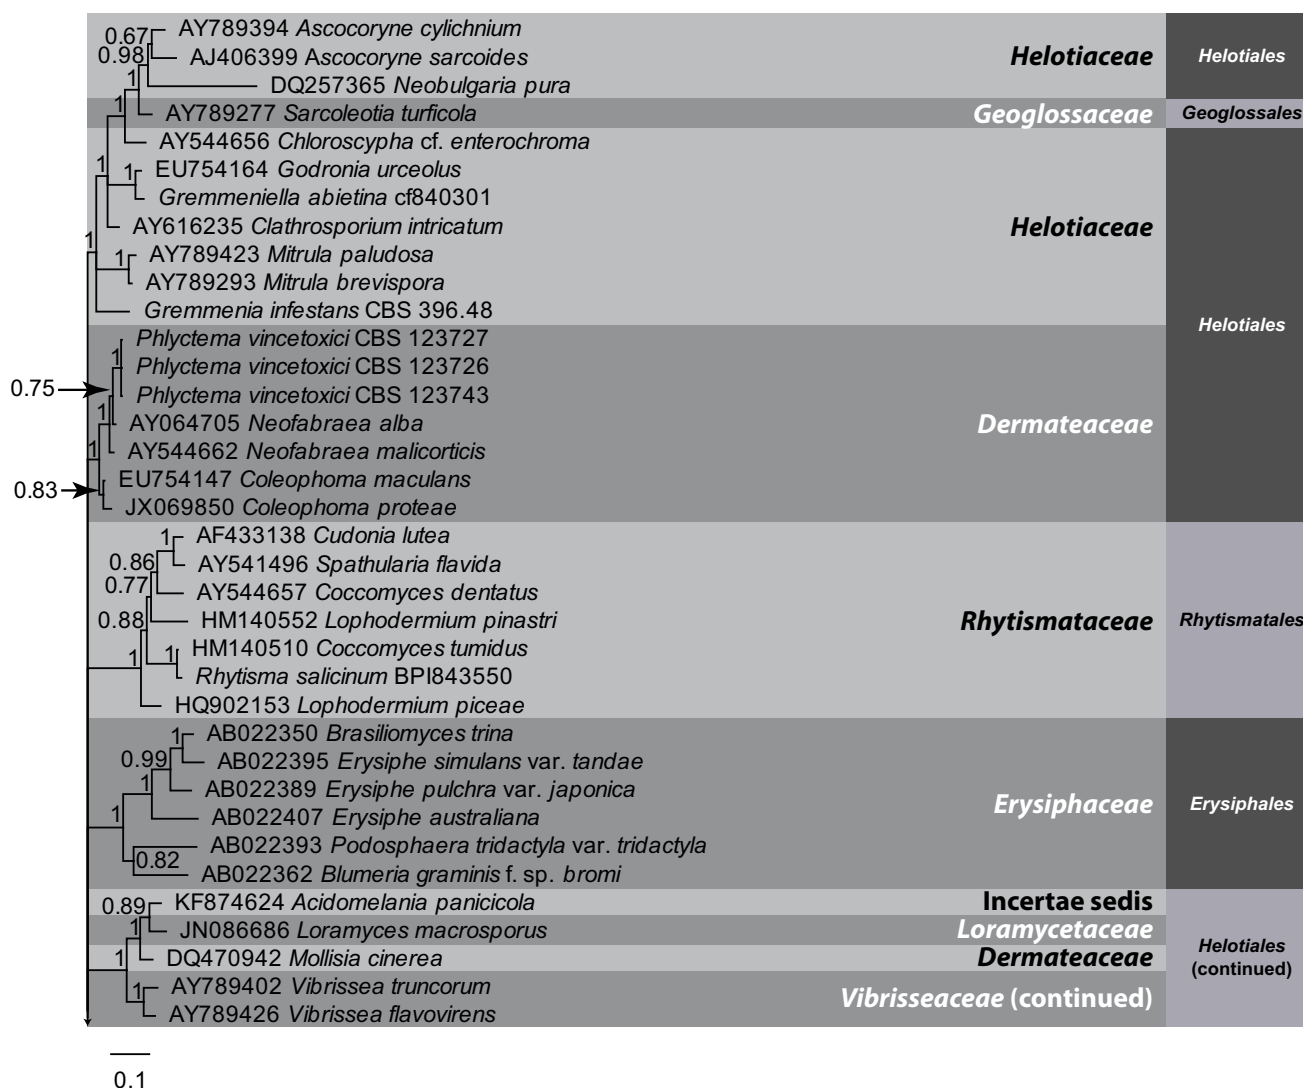 0.67
AY789394 Ascocoryne cylichnium
0.98
AJ406399 Ascocoryne sarcoides
Helotiaceae
Helotiales
1
DQ257365 Neobulgaria pura
1
AY789277 Sarcoleotia turficola
Geoglossaceae
Geoglossales
AY544656 Chloroscypha cf. enterochroma
1
1
EU754164 Godronia urceolus
Gremmeniella abietina cf840301
AY616235 Clathrosporium intricatum
Helotiaceae
1
1
AY789423 Mitrula paludosa
AY789293 Mitrula brevispora
Gremmenia infestans CBS 396.48
Helotiales
Phlyctema vincetoxici CBS 123727
1
Phlyctema vincetoxici CBS 123726
0.75
Phlyctema vincetoxici CBS 123743
1
AY064705 Neofabraea alba
Dermateaceae
1
AY544662 Neofabraea malicorticis
EU754147 Coleophoma maculans
0.83
JX069850 Coleophoma proteae
1
AF433138 Cudonia lutea
0.86
AY541496 Spathularia flavida
0.77
AY544657 Coccomyces dentatus
0.88
HM140552 Lophodermium pinastri
Rhytismataceae
Rhytismatales
1
1
HM140510 Coccomyces tumidus
Rhytisma salicinum BPI843550
HQ902153 Lophodermium piceae
1
AB022350 Brasiliomyces trina
0.99
AB022395 Erysiphe simulans var. tandae
1
AB022389 Erysiphe pulchra var. japonica
Erysiphaceae
Erysiphales
1
AB022407 Erysiphe australiana
AB022393 Podosphaera tridactyla var. tridactyla
0.82
AB022362 Blumeria graminis f. sp. bromi
0.89
KF874624 Acidomelania panicicola
Incertae sedis
1
JN086686 Loramyces macrosporus
Loramycetaceae
1
DQ470942 Mollisia cinerea
Dermateaceae
Helotiales
(continued)
1
AY789402 Vibrissea truncorum
Vibrisseaceae (continued)
AY789426 Vibrissea flavovirens
0.1